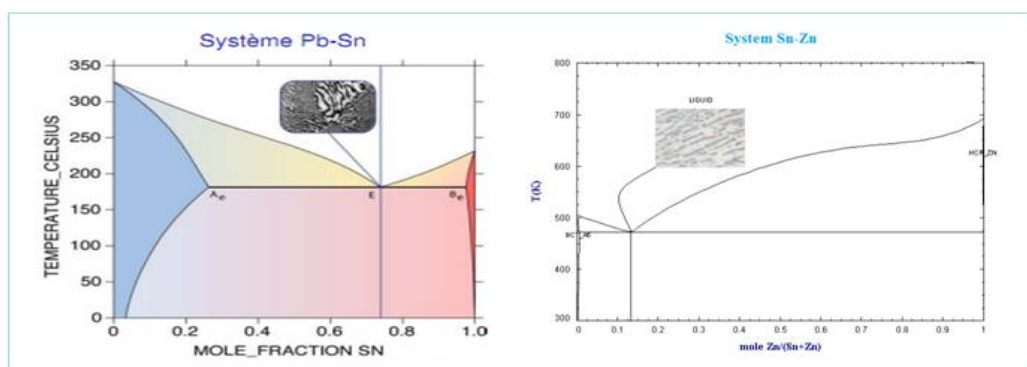 Système Pb-Sn
350
300
250
200
150
100
50
0
TEMPERATURE_CELSIUS
Ae
E
Be
0
0.2
0.4
0.6
0.8
1.0
MOLE_FRACTION SN
System Sn-Zn
800
700
600
500
400
300
T(K)
LIQUID
HCP_ZN
0
0.1
0.2
0.3
0.4
0.5
0.6
0.7
0.8
0.9
1
mole Zn/(Sn+Zn)